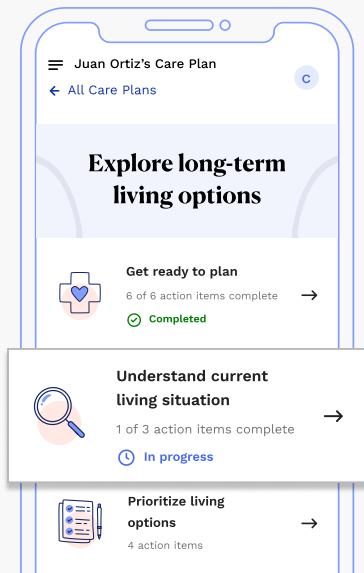 Juan Ortiz’s Care Plan
All Care Plans
C
Explore long-term
living options
Get ready to plan
6 of 6 action items complete
Completed
Understand current
living situation
1 of 3 action items complete
In progress
Prioritize living
options
4 action items